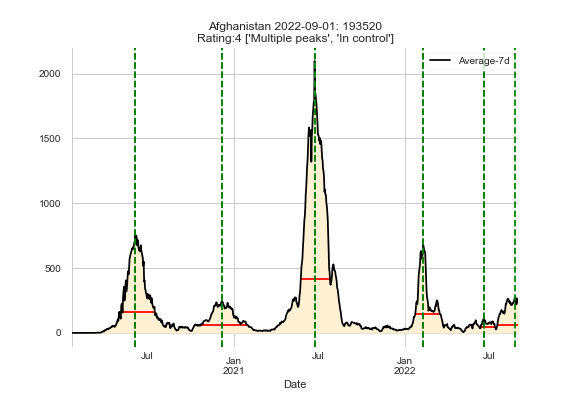 Afghanistan 2022-09-01: 193520
Rating:4 ['Multiple peaks', 'In control']
Average-7d
2000
1500
1000
500
0
Jul
Jan
2021
Jul
Jan
2022
Jul
Date